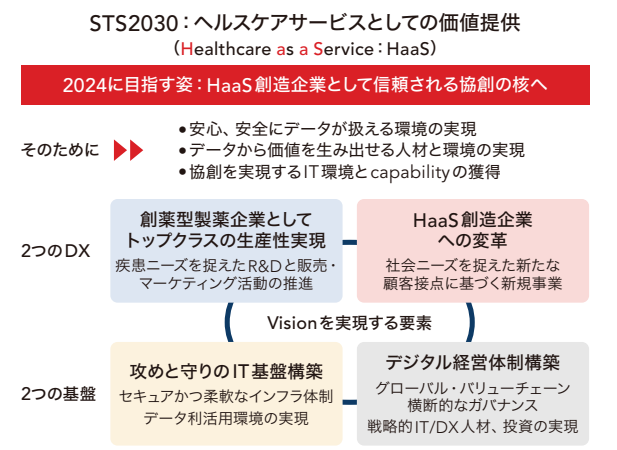 STS2030：ヘルスケアサービスとしての価値提供
（Healthcare as a Service：HaaS）
2024に目指す姿：HaaS創造企業として信頼される協創の核へ
そのために
●安心、安全にデータが扱える環境の実現
●データから価値を生み出せる人材と環境の実現
●協創を実現するIT環境とcapabilityの獲得
2つのDX
創薬型製薬企業として
トップクラスの生産性実現
疾患ニーズを捉えたR&Dと販売・
マーケティング活動の推進
HaaS創造企業
への変革
社会ニーズを捉えた新たな
顧客接点に基づく新規事業
Visionを実現する要素
2つの基盤
攻めと守りのIT基盤構築
セキュアかつ柔軟なインフラ体制
データ利活用環境の実現
デジタル経営体制構築
グローバル・バリューチェーン
横断的なガバナンス
戦略的IT/DX人材、投資の実現